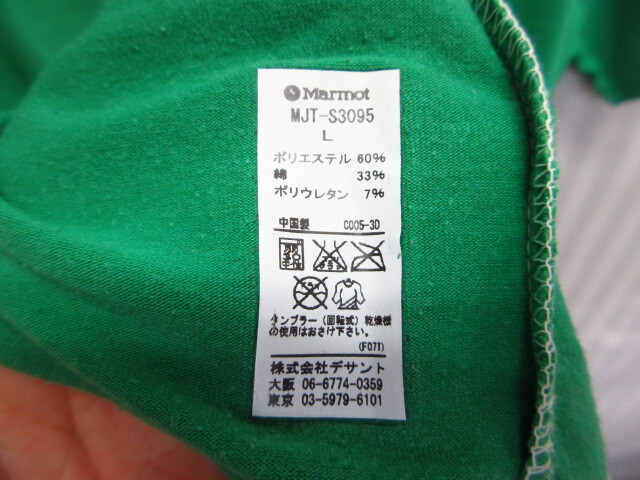 Marmot
MJT-S3095
L
ポリエステル 60%
綿 33%
ポリウレタン 7%
中国製 C005-3D
タンブラー(回転式)乾燥機
の使用はおさけ下さい。
(F07T)
株式会社デサント
大阪 06-6774-0359
東京 03-5979-6101